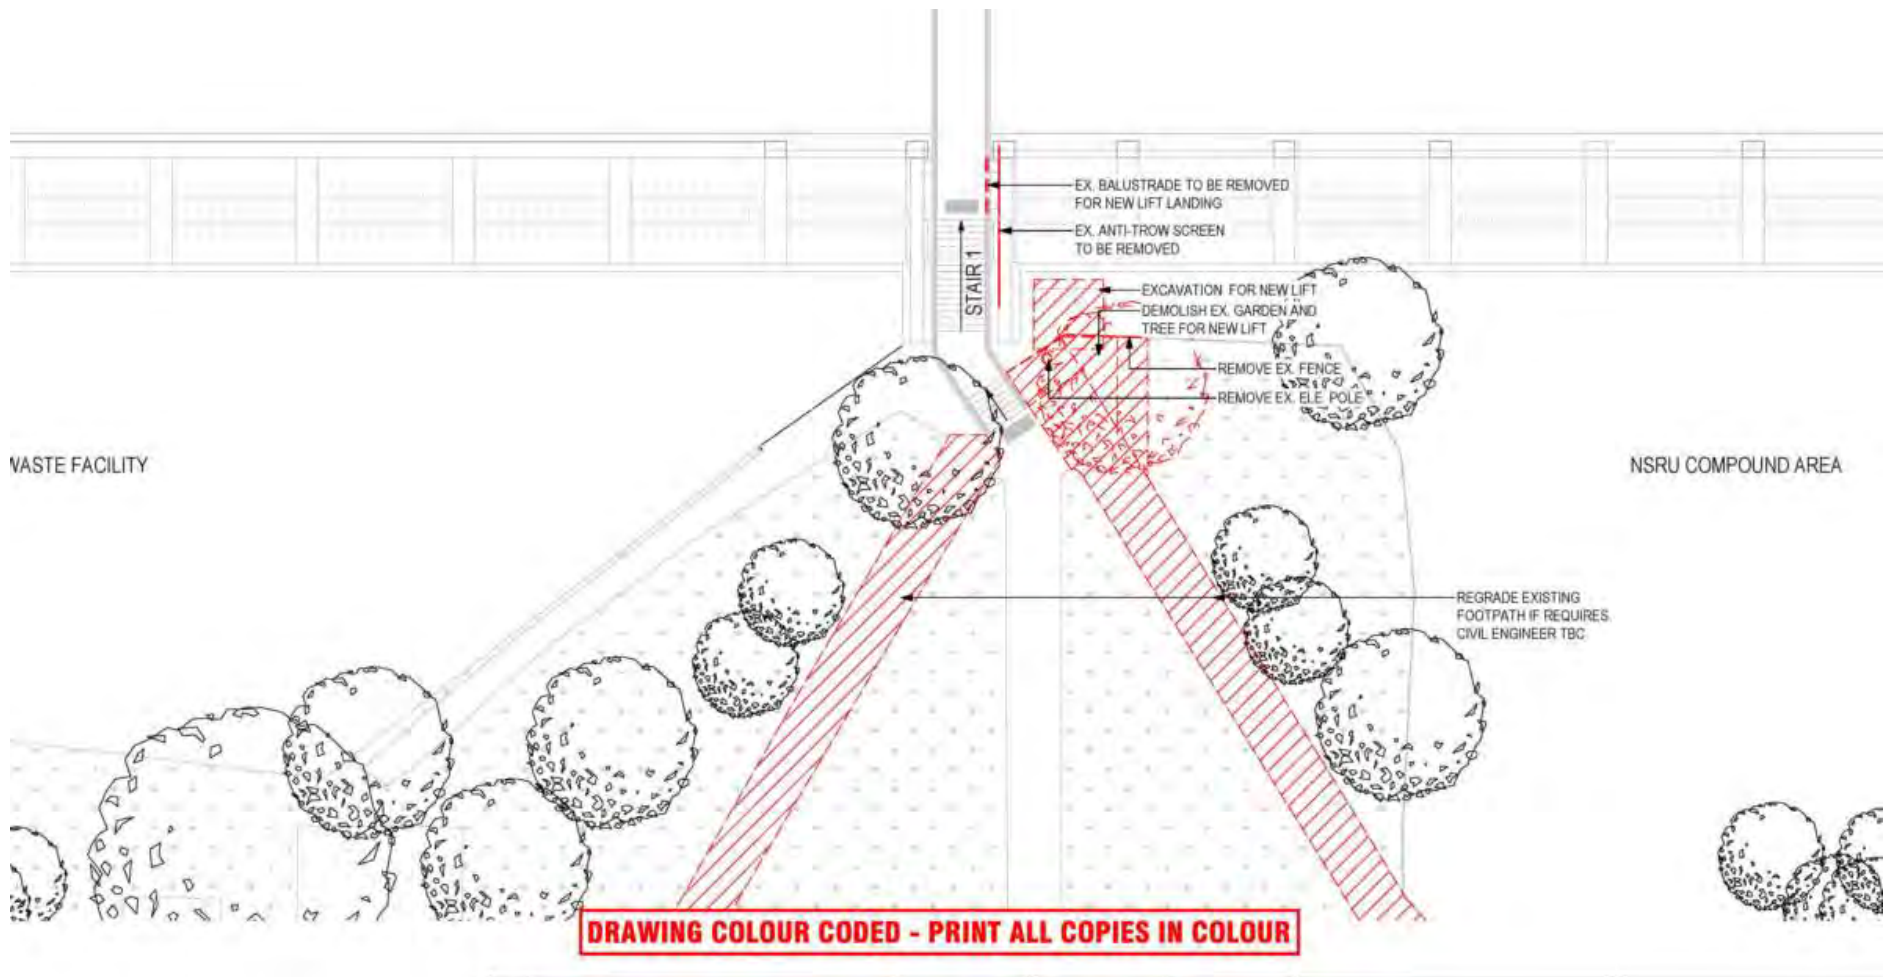 EX. BALUSTRADE TO BE REMOVED
FOR NEW LIFT LANDING
EX. ANTI-TROW SCREEN
TO BE REMOVED
STAIR 1
EXCAVATION FOR NEW LIFT
DEMOLISH EX. GARDEN AND
TREE FOR NEW LIFT
REMOVE EX. FENCE
REMOVE EX. ELE. POLE
WASTE FACILITY
NSRU COMPOUND AREA
REGRADE EXISTING
FOOTPATH IF REQUIRES.
CIVIL ENGINEER TBC
DRAWING COLOUR CODED - PRINT ALL COPIES IN COLOUR